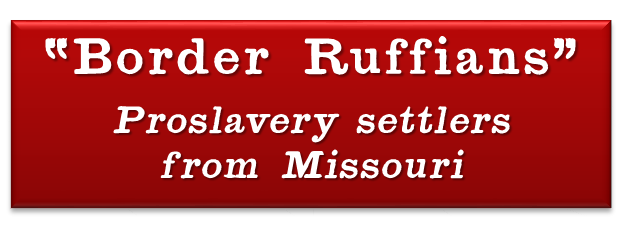 “Border Ruffians”
Proslavery settlers
from Missouri